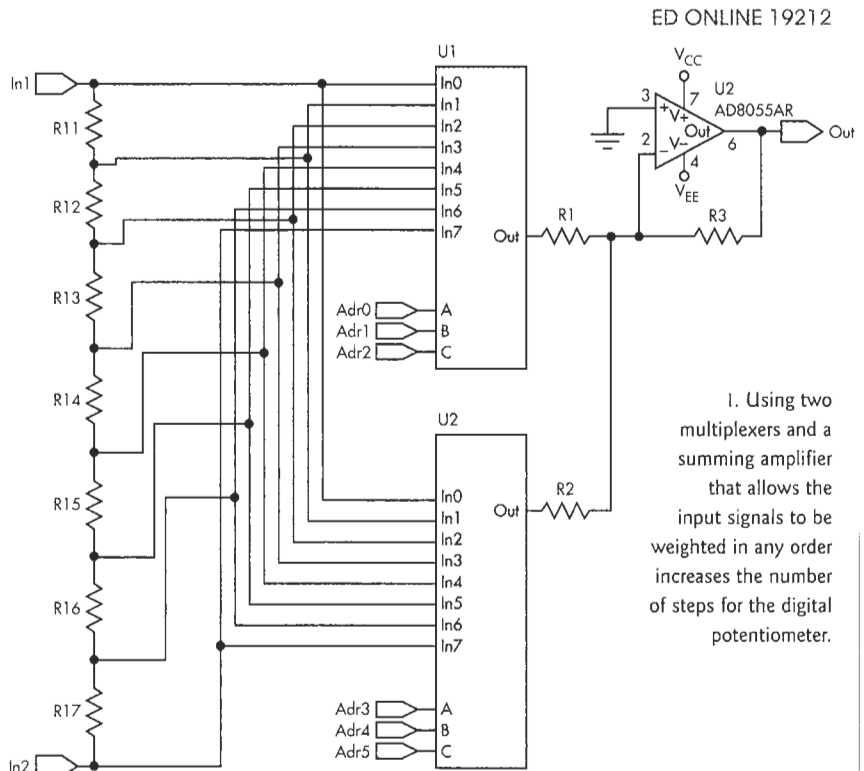 ED ONLINE 19212
U1
VCC
In1
In0
In1
In2
In3
In4
In5
In6
In7
Out
3
7
U2
AD8055AR
+
V+
Out
2
−
V−
4
6
Out
VEE
R11
R12
R13
R14
R15
R16
R17
R1
R3
Adr0
A
Adr1
B
Adr2
C
U2
In0
In1
In2
In3
In4
In5
In6
In7
Out
R2
Adr3
A
Adr4
B
Adr5
C
In2
1. Using two
multiplexers and a
summing amplifier
that allows the
input signals to be
weighted in any order
increases the number
of steps for the digital
potentiometer.